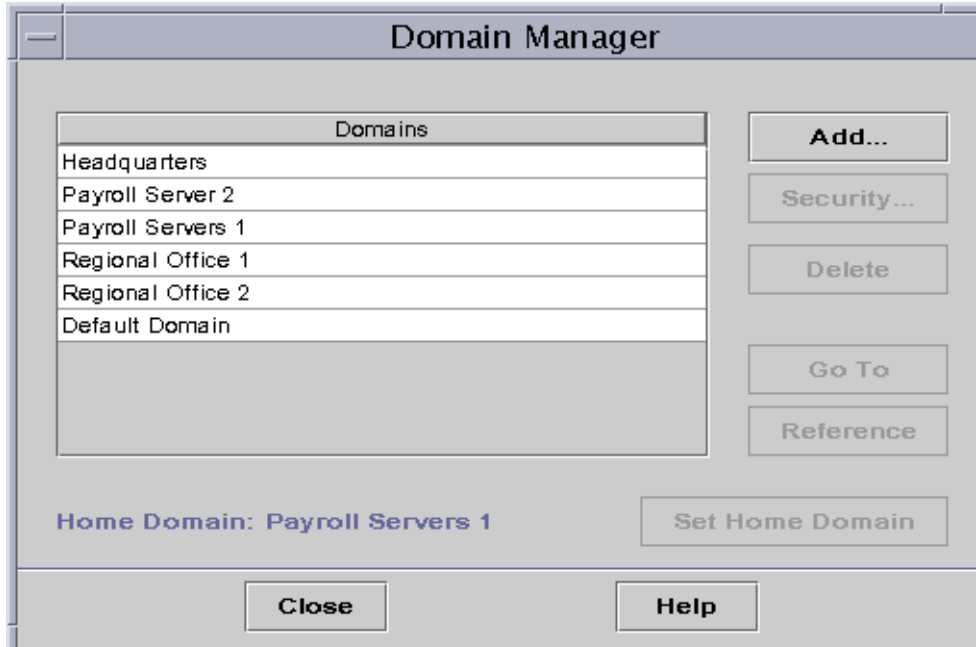 Domain Manager
Domains
Headquarters
Payroll Server 2
Payroll Servers 1
Regional Office 1
Regional Office 2
Default Domain
Add...
Security...
Delete
Go To
Reference
Home Domain: Payroll Servers 1
Set Home Domain
Close
Help